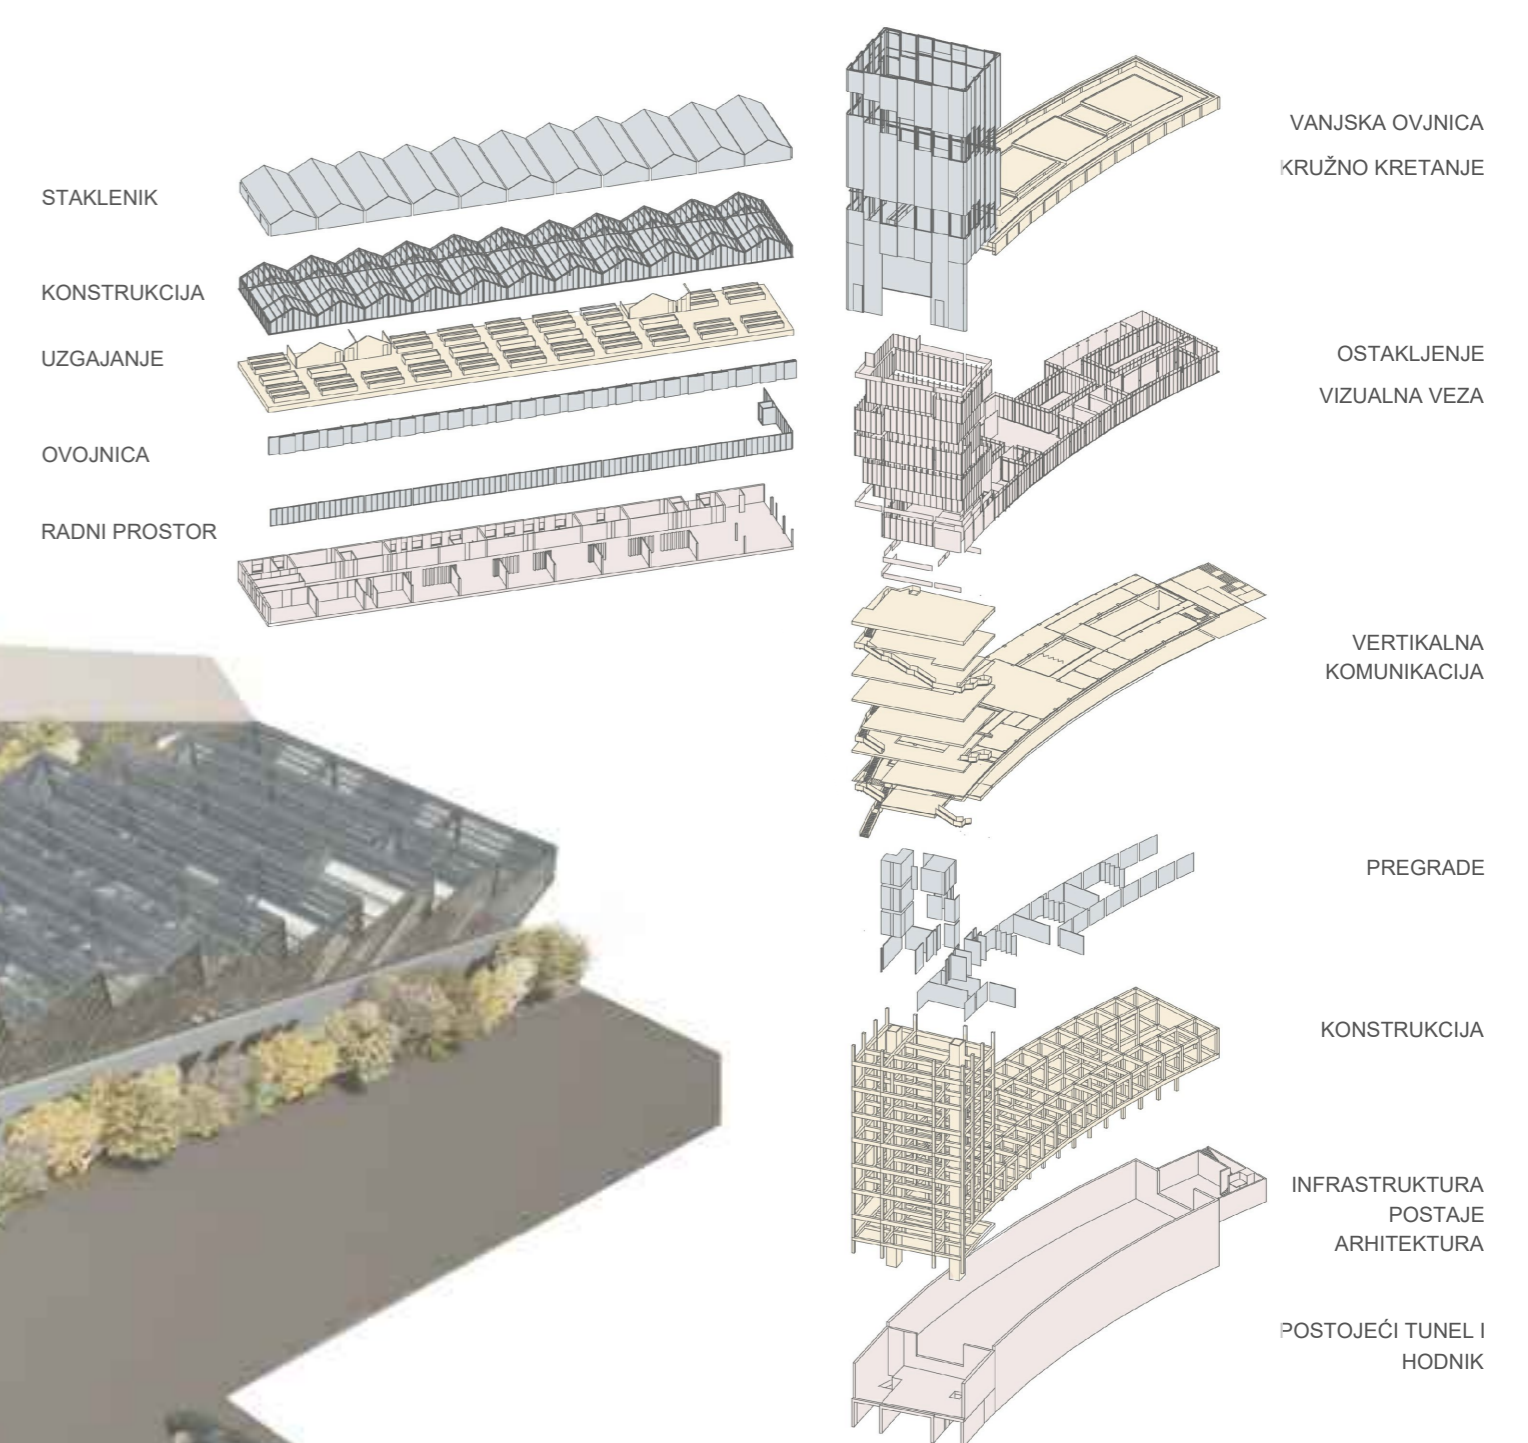 STAKLENIK
KONSTRUKCIJA
UZGAJANJE
OVOJNICA
RADNI PROSTOR
VANJSKA OVJNICA
KRUŽNO KRETANJE
OSTAKLJENJE
VIZUALNA VEZA
VERTIKALNA
KOMUNIKACIJA
PREGRADE
KONSTRUKCIJA
INFRASTRUKTURA
POSTAJE
ARHITEKTURA
POSTOJEĆI TUNEL I
HODNIK